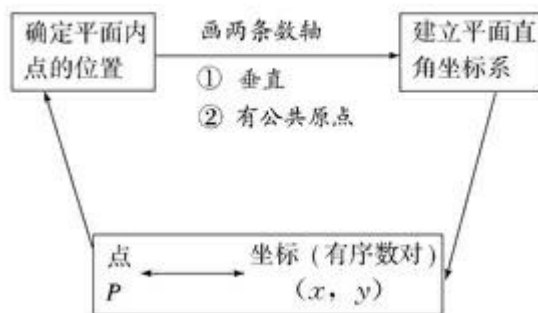 确定平面内
点的位置
画两条数轴
① 垂直
② 有公共原点
建立平面直
角坐标系
点 坐标 (有序数对)
P (x, y)